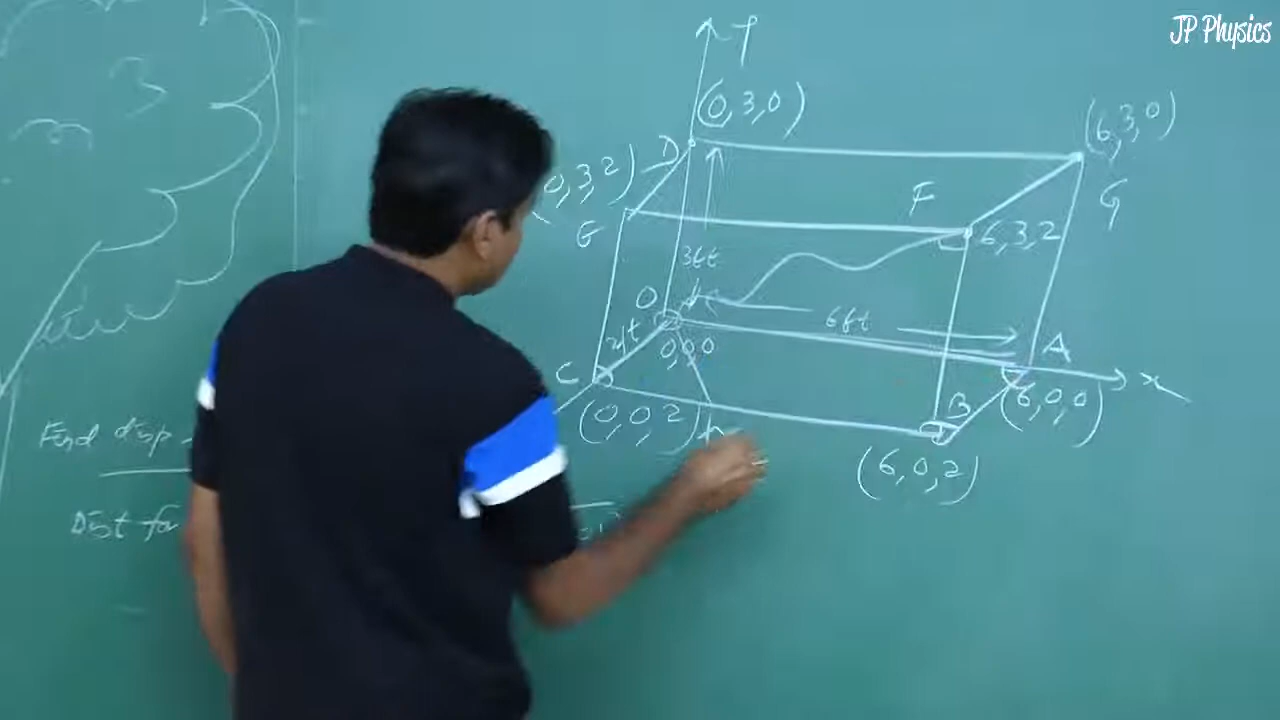 JP Physics
(0,3,0)
(6,3,0)
0,3,2)
D
F
G
6,3,2
3ft
O
6ft
A
2ft
0,0,0
C
x
B
(6,0,0)
(0,0,2)
(6,0,2)
Find disp
Dist fo